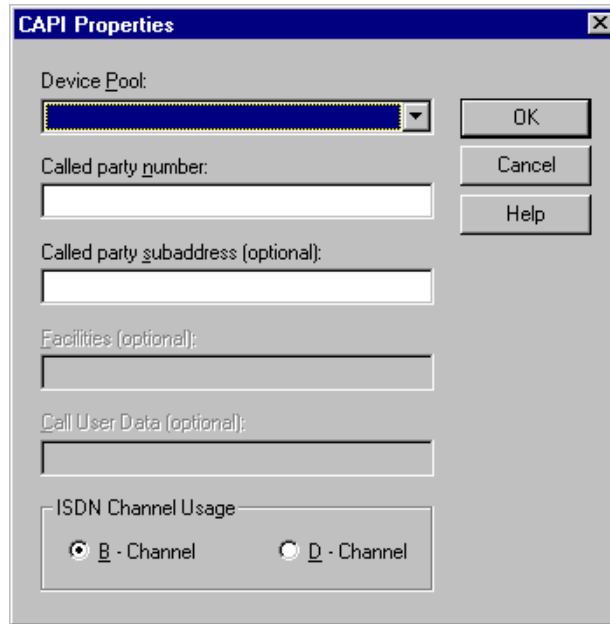 CAPI Properties
Device Pool:
OK
Called party number:
Cancel
Help
Called party subaddress (optional):
Facilities (optional):
Call User Data (optional):
ISDN Channel Usage
B - Channel D - Channel